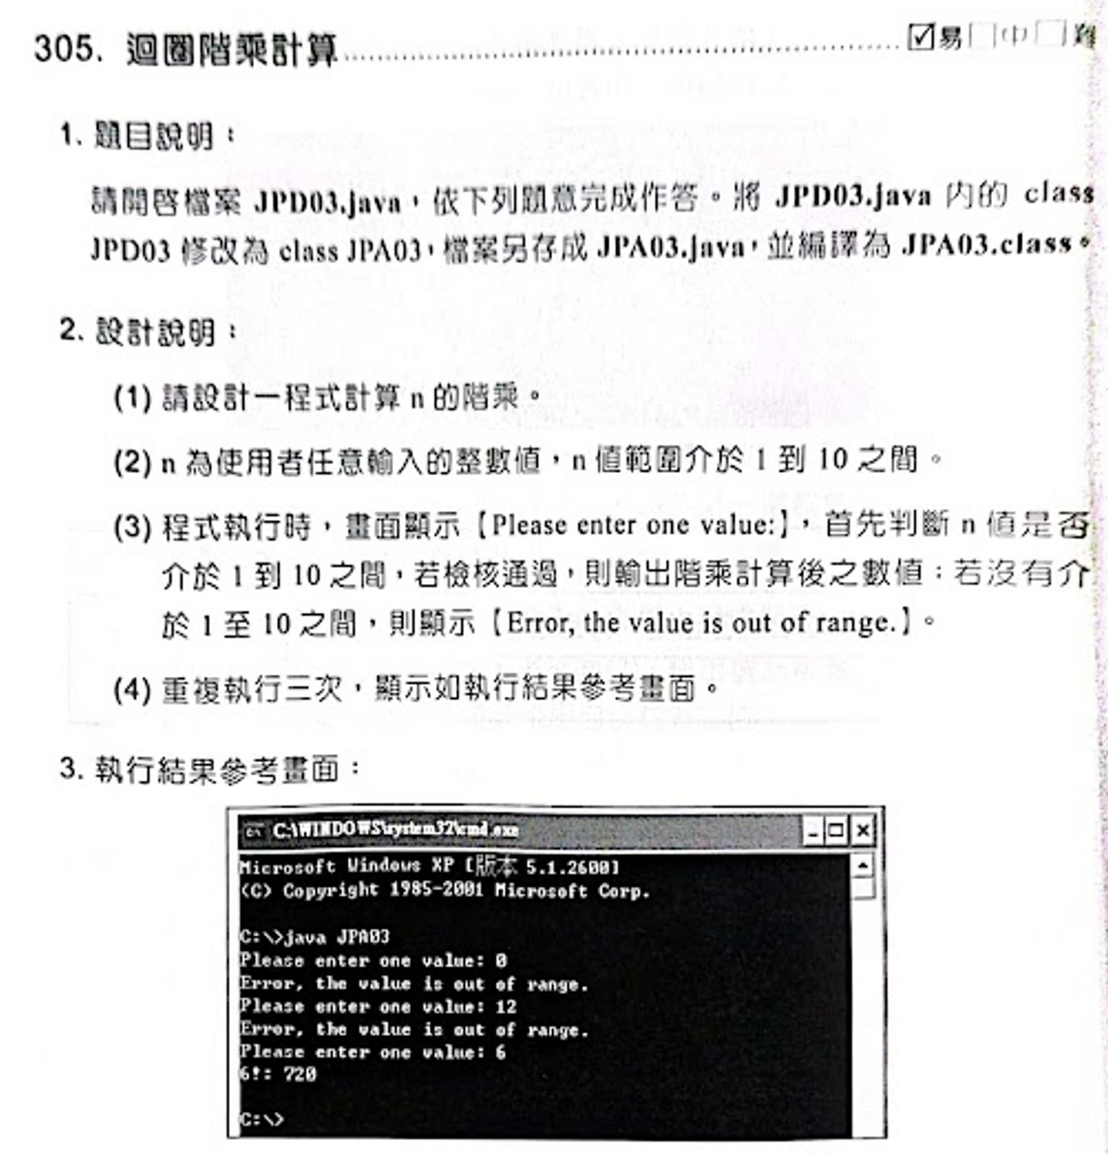 305. 迴圈階乘計算........................................ ☑易□中□難
1. 題目說明：
請開啟檔案 JPD03.java，依下列題意完成作答。將 JPD03.java 內的 class
JPD03 修改為 class JPA03，檔案另存成 JPA03.java，並編譯為 JPA03.class。
2. 設計說明：
(1) 請設計一程式計算 n 的階乘。
(2) n 為使用者任意輸入的整數值，n 值範圍介於 1 到 10 之間。
(3) 程式執行時，畫面顯示【Please enter one value:】，首先判斷 n 值是否
介於 1 到 10 之間，若檢核通過，則輸出階乘計算後之數值；若沒有介
於 1 至 10 之間，則顯示【Error, the value is out of range.】。
(4) 重複執行三次，顯示如執行結果參考畫面。
3. 執行結果參考畫面：
C:\WINDOWS\system32\cmd.exe
Microsoft Windows XP [版本 5.1.2600]
(C) Copyright 1985-2001 Microsoft Corp.
C:\>java JPA03
Please enter one value: 0
Error, the value is out of range.
Please enter one value: 12
Error, the value is out of range.
Please enter one value: 6
6!: 720
C:\>